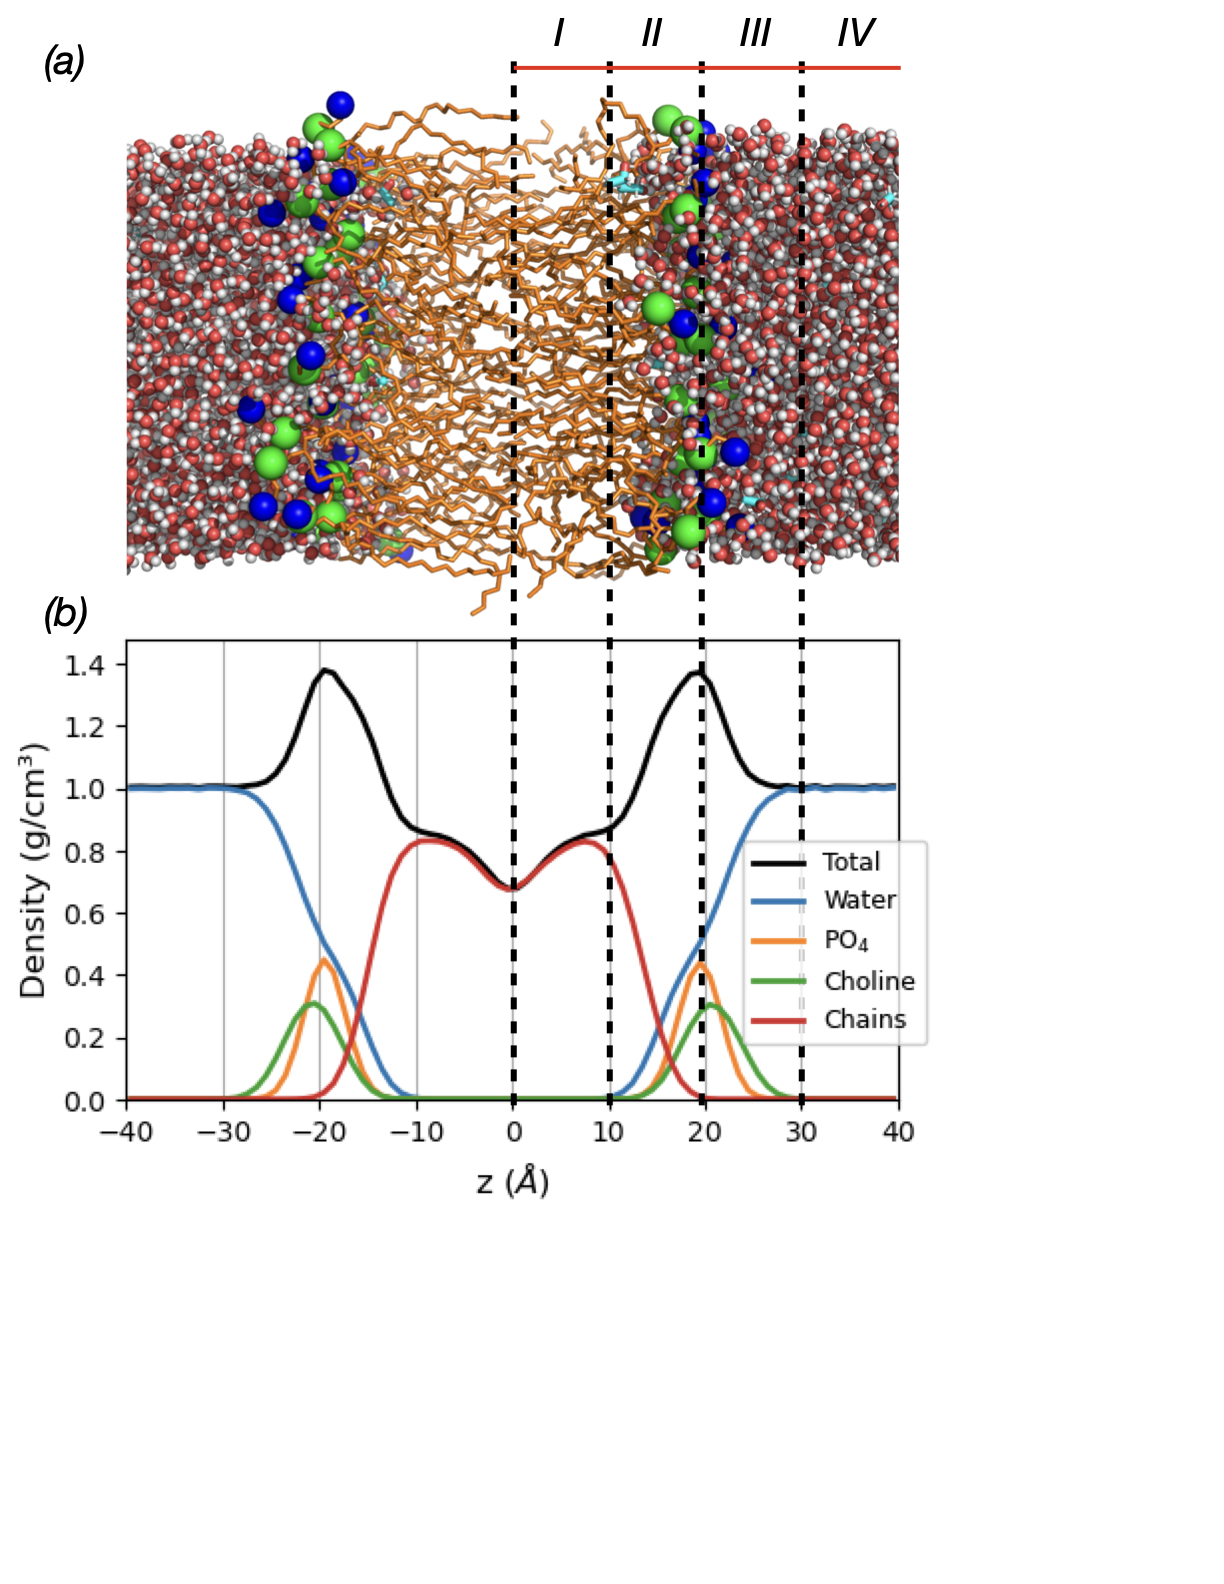 I II III IV
(a)
(b)
1.4
1.2
1.0
0.8
0.6
0.4
0.2
0.0
Density (g/cm³)
Total
Water
PO₄
Choline
Chains
−40 −30 −20 −10 0 10 20 30 40
z (Å)